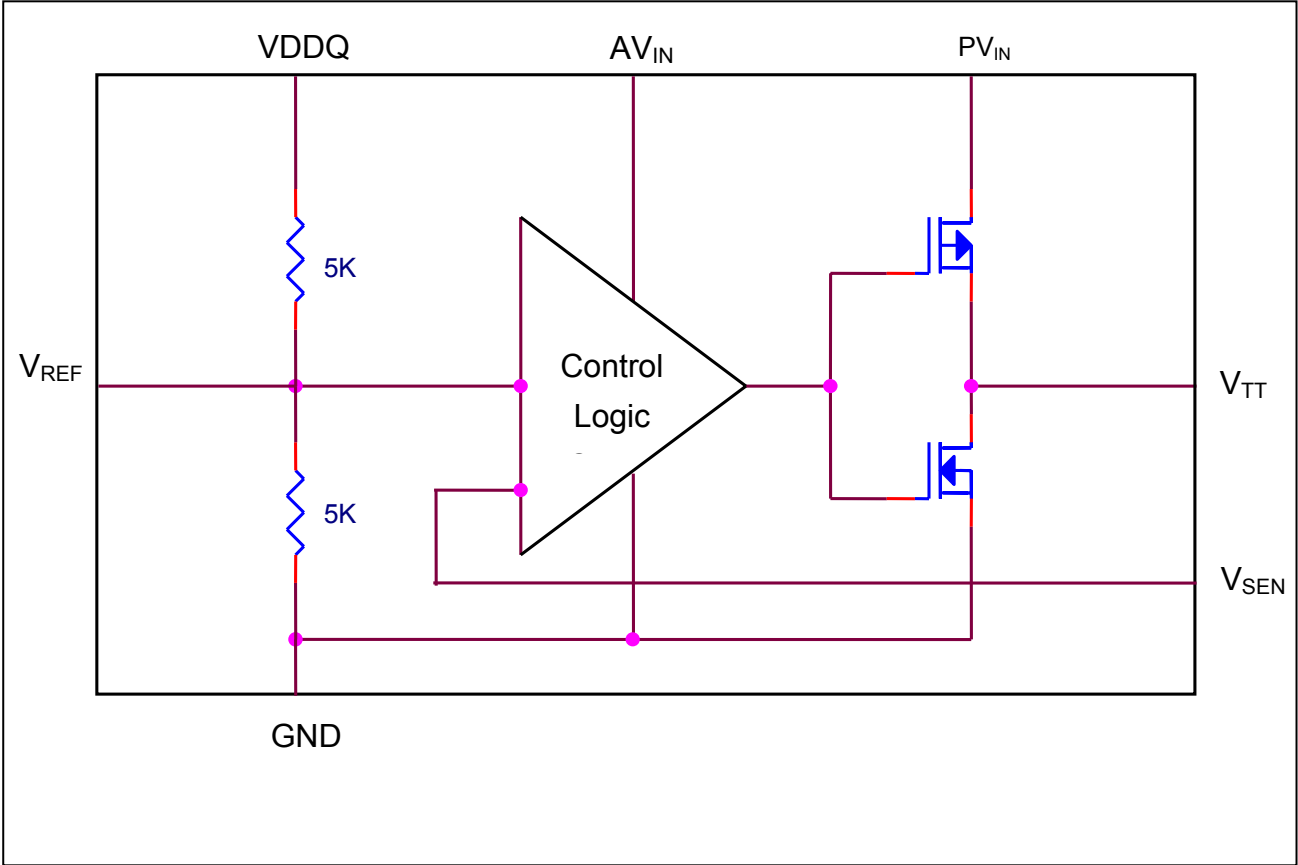 VDDQ
AVIN
PVIN
5K
VREF
Control
Logic
VTT
5K
VSEN
GND